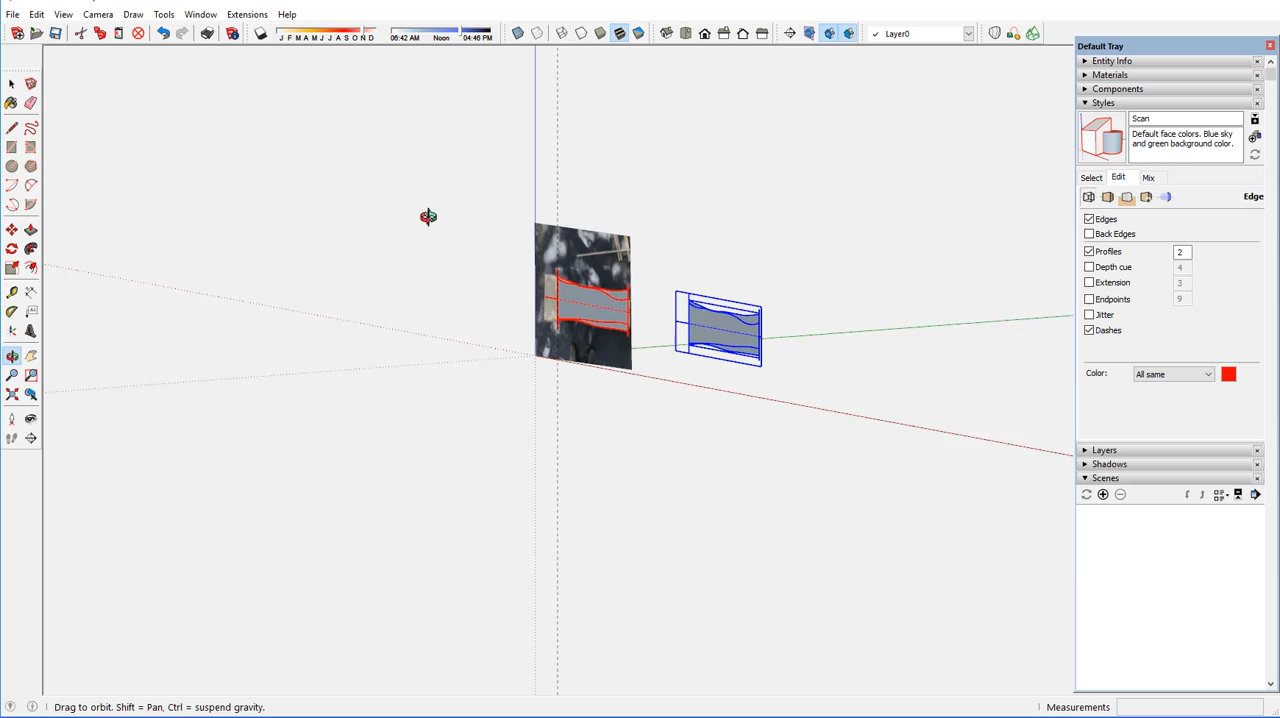 File Edit View Camera Draw Tools Window Extensions Help
J F M A M J J A S O N D 06:42 AM Noon 04:46 PM Layer0
Default Tray
Entity Info
Materials
Components
Styles
Scan
Default face colors. Blue sky
and green background color.
Select Edit Mix
Edge
Edges
Back Edges
Profiles 2
Depth cue 4
Extension 3
Endpoints 9
Jitter
Dashes
Color: All same
Layers
Shadows
Scenes
Drag to orbit. Shift = Pan, Ctrl = suspend gravity.
Measurements